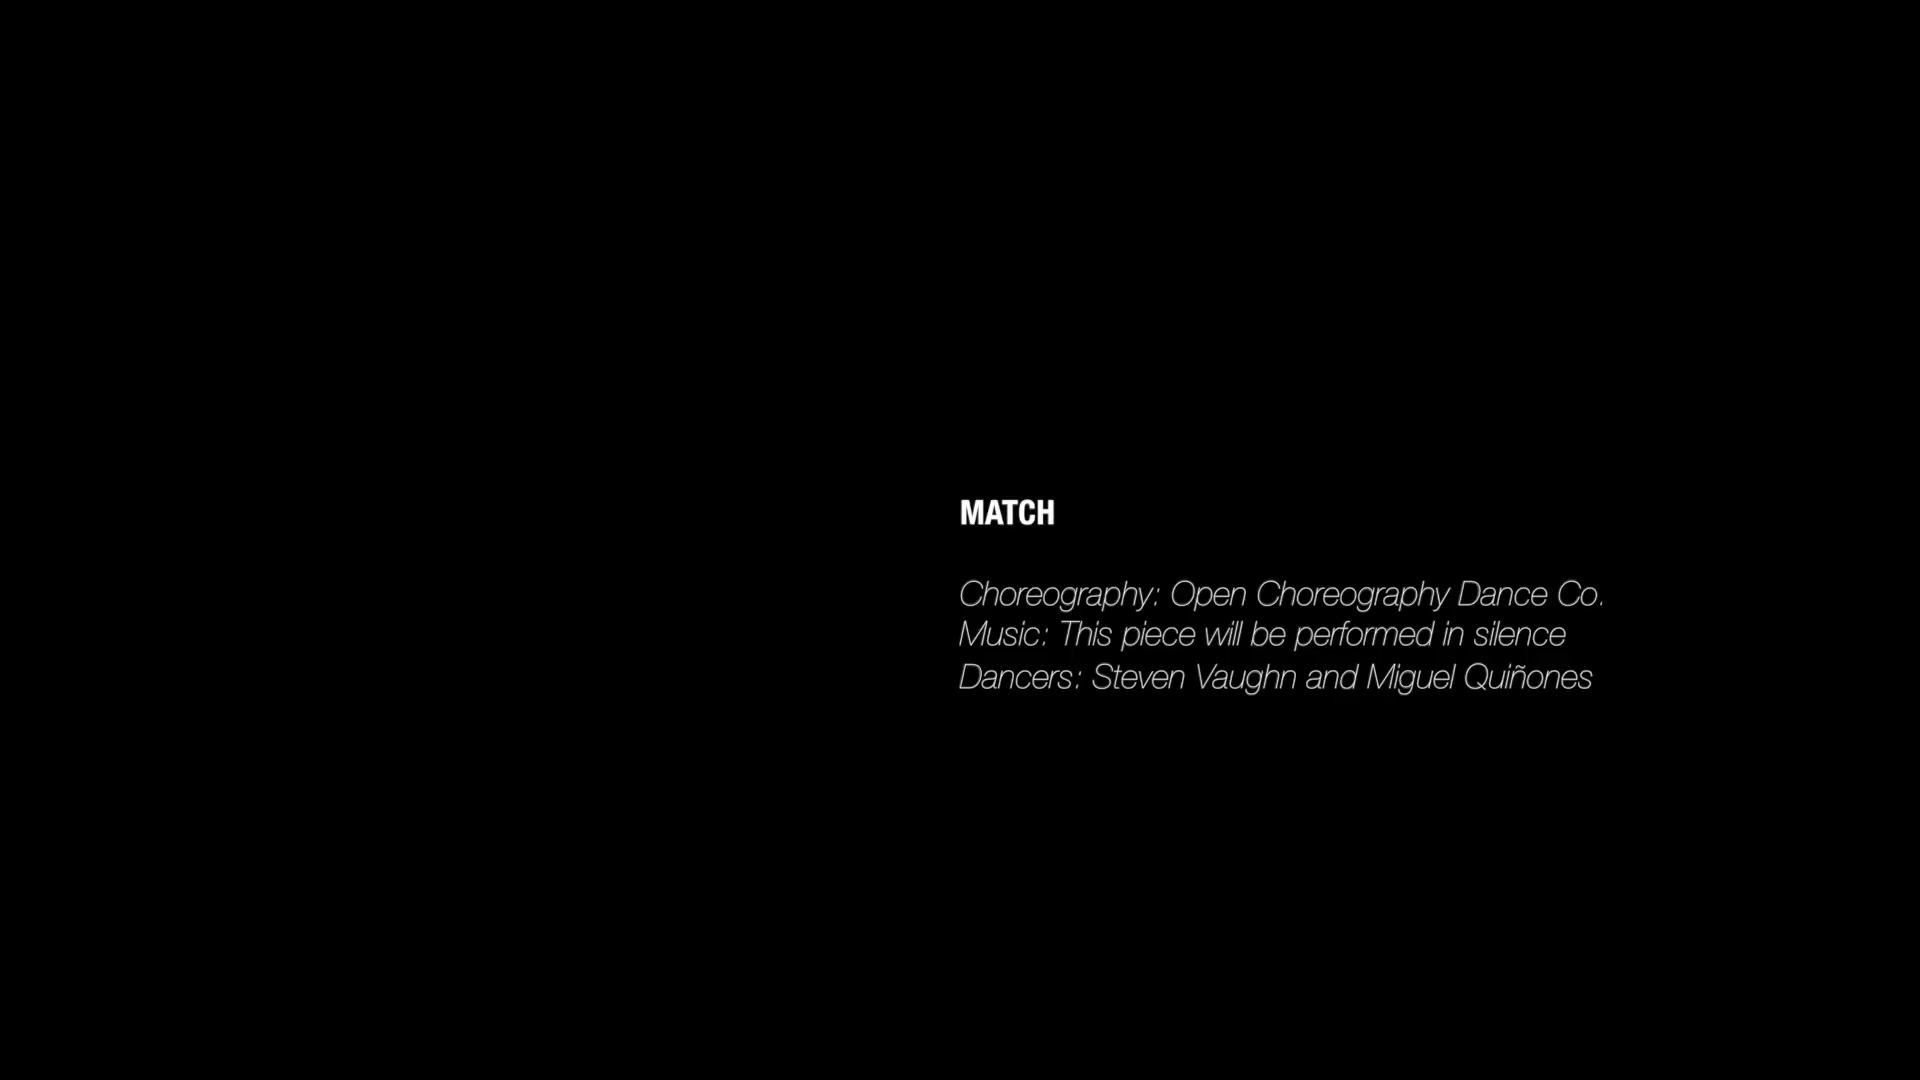 MATCH
Choreography: Open Choreography Dance Co.
Music: This piece will be performed in silence
Dancers: Steven Vaughn and Miguel Quiñones